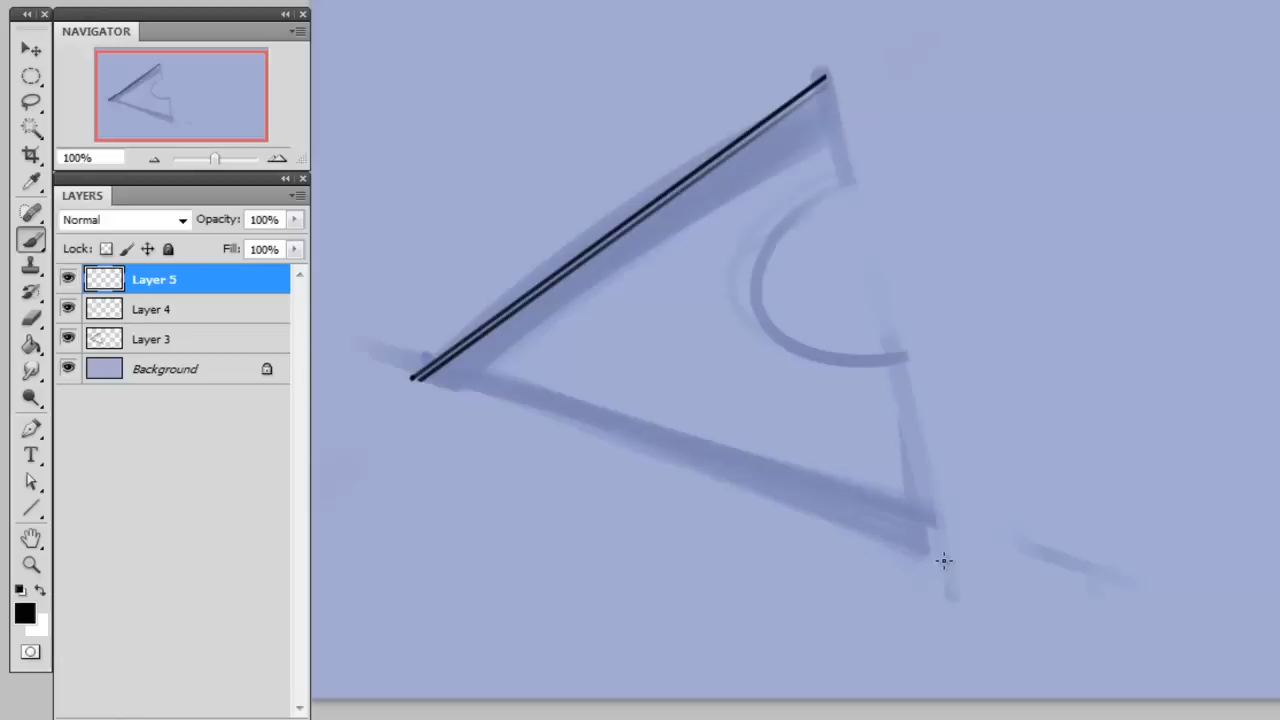 NAVIGATOR
100%
LAYERS
Normal Opacity: 100%
Lock: Fill: 100%
Layer 5
Layer 4
Layer 3
Background
T